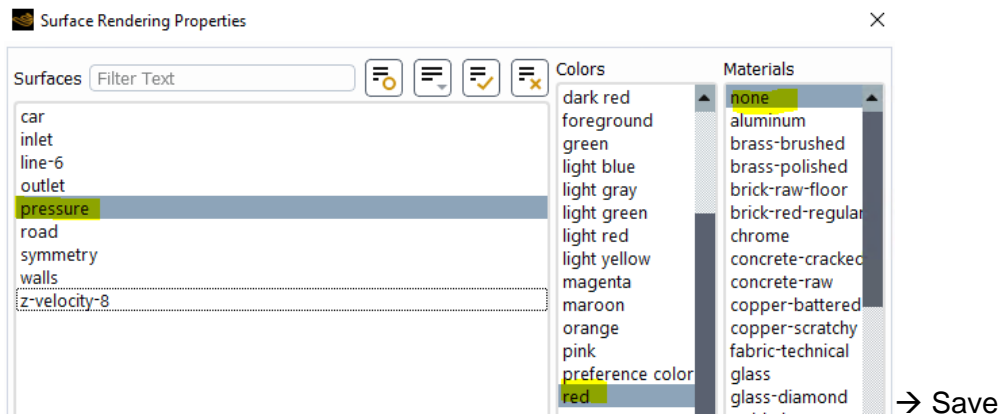 Surface Rendering Properties
Surfaces Filter Text
car
inlet
line-6
outlet
pressure
road
symmetry
walls
z-velocity-8
Colors
dark red
foreground
green
light blue
light gray
light green
light red
light yellow
magenta
maroon
orange
pink
preference color
red
Materials
none
aluminum
brass-brushed
brass-polished
brick-raw-floor
brick-red-regular
chrome
concrete-cracked
concrete-raw
copper-battered
copper-scratchy
fabric-technical
glass
glass-diamond
→ Save